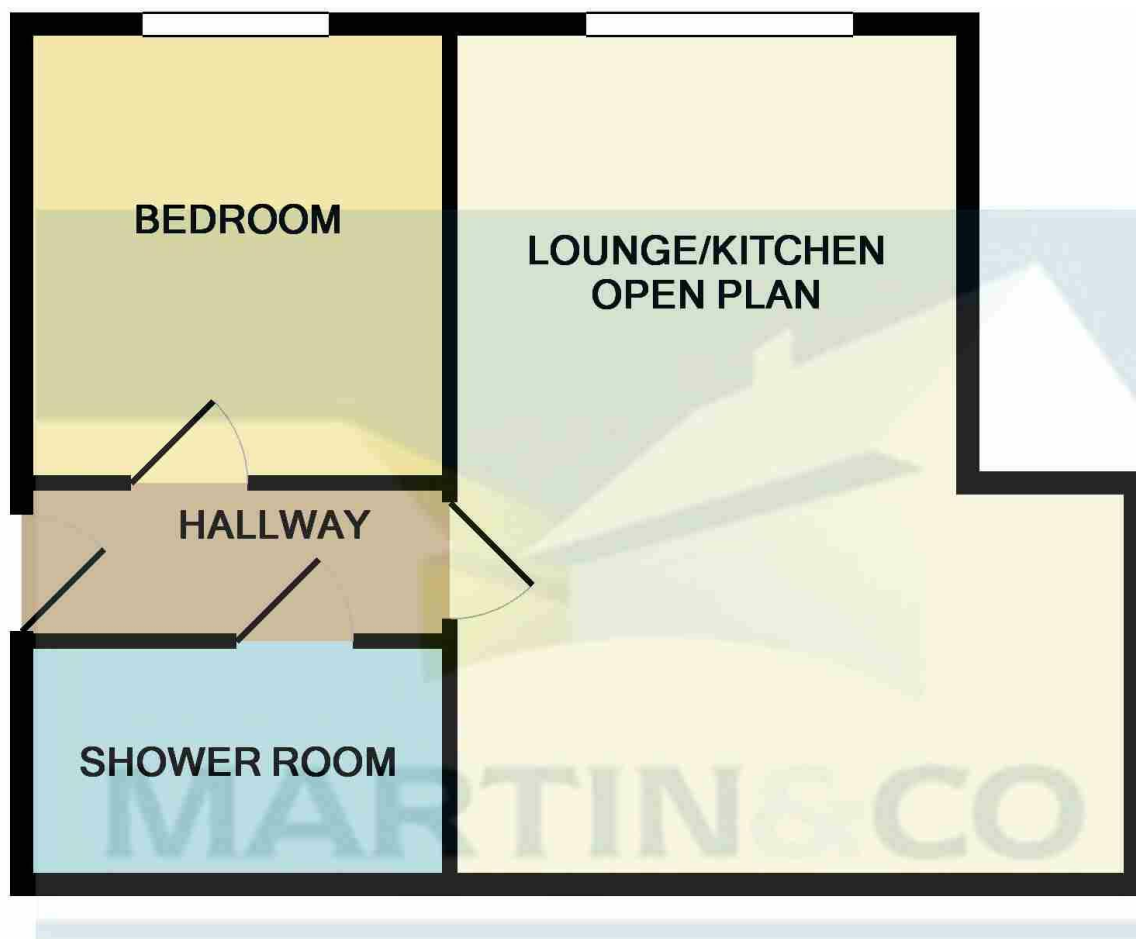 BEDROOM
LOUNGE/KITCHEN
OPEN PLAN
HALLWAY
SHOWER ROOM
MARTIN&CO